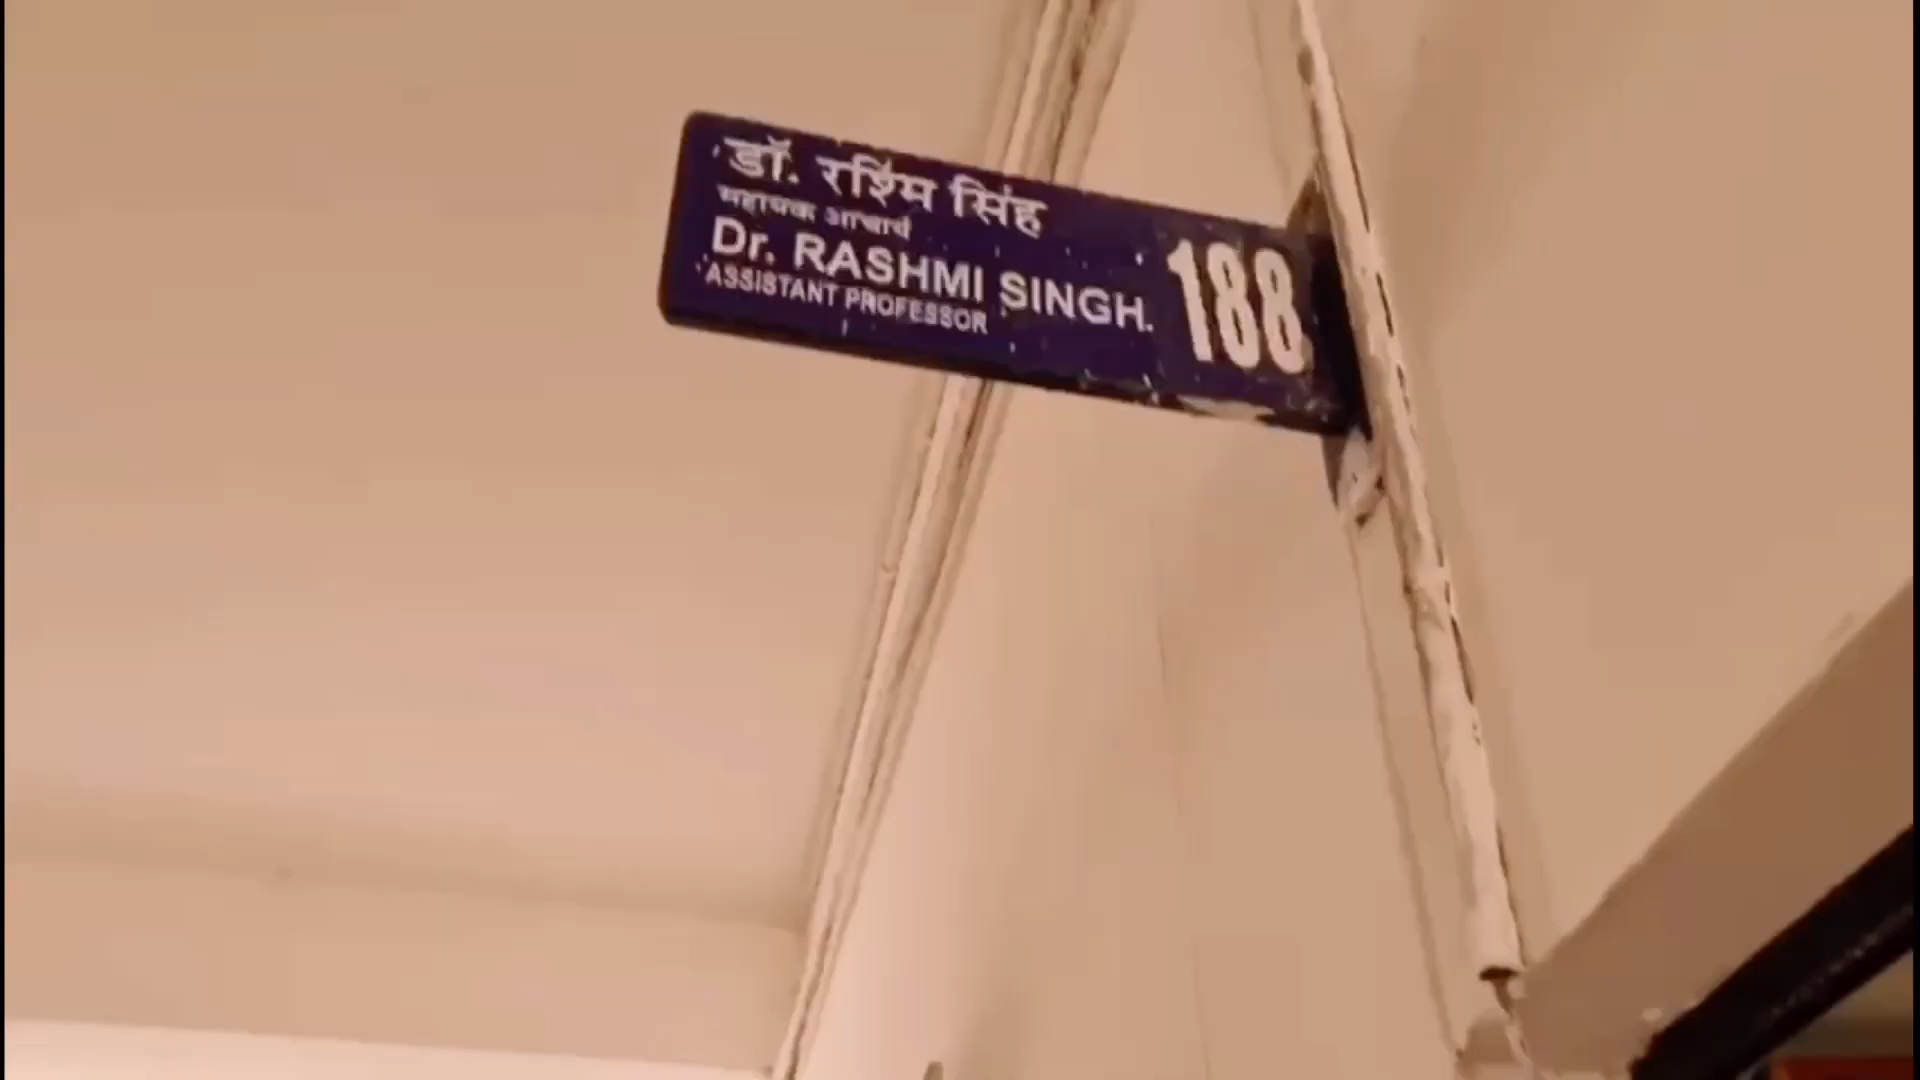 डॉ. रश्मि सिंह
सहायक आचार्य
Dr. RASHMI SINGH.
ASSISTANT PROFESSOR
188